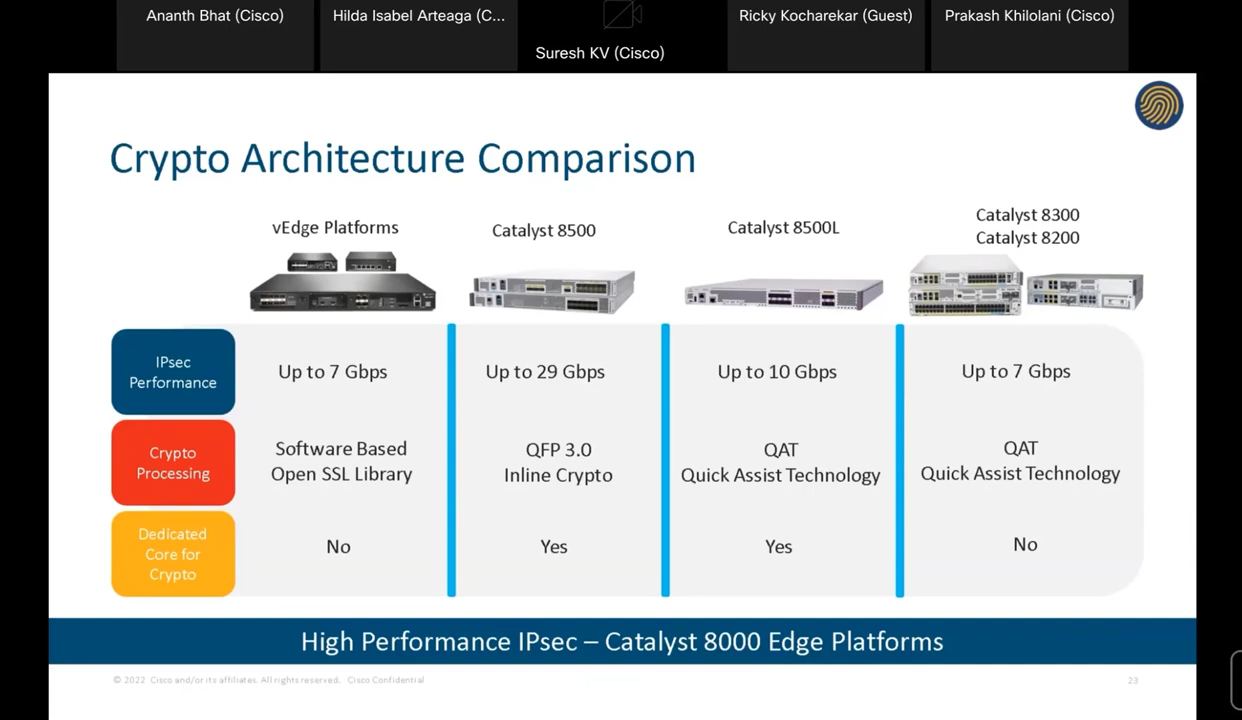 Ananth Bhat (Cisco)
Hilda Isabel Arteaga (C...
Suresh KV (Cisco)
Ricky Kocharekar (Guest)
Prakash Khilolani (Cisco)
Crypto Architecture Comparison
vEdge Platforms
Catalyst 8500
Catalyst 8500L
Catalyst 8300
Catalyst 8200
IPsec
Performance
Up to 7 Gbps
Up to 29 Gbps
Up to 10 Gbps
Up to 7 Gbps
Crypto
Processing
Software Based
Open SSL Library
QFP 3.0
Inline Crypto
QAT
Quick Assist Technology
QAT
Quick Assist Technology
Dedicated
Core for
Crypto
No
Yes
Yes
No
High Performance IPsec – Catalyst 8000 Edge Platforms
© 2022 Cisco and/or its affiliates. All rights reserved. Cisco Confidential
23